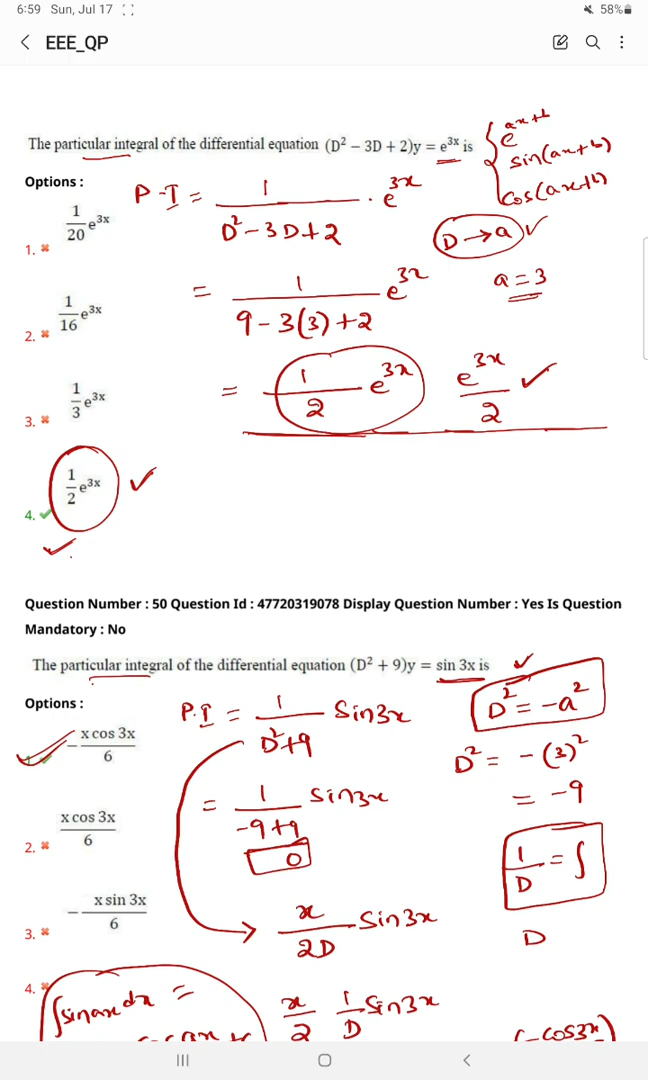 6:59 Sun, Jul 17 58%
EEE_QP
The particular integral of the differential equation (D² – 3D + 2)y = e³ˣ is
e^(ax+b)
sin(ax+b)
cos(ax+b)
Options :
P.I = 1/(D² - 3D + 2) . e^(3x)
D → a ✓
1. ✖ 1/20 e³ˣ
= 1/(9 - 3(3) + 2) e^(3x)
a = 3
2. ✖ 1/16 e³ˣ
= 1/2 e^(3x) e^(3x)/2 ✓
3. ✖ 1/3 e³ˣ
4. ✔ 1/2 e³ˣ ✓
Question Number : 50 Question Id : 47720319078 Display Question Number : Yes Is Question
Mandatory : No
The particular integral of the differential equation (D² + 9)y = sin 3x is ✓
Options :
P.I = 1/(D²+9) Sin3x
D² = -a²
- x cos 3x / 6
D² = -(3)²
= -9
= 1/(-9+9) Sin3x
0
2. ✖ x cos 3x / 6
1/D = ∫
3. ✖ - x sin 3x / 6
x/2D Sin3x
D
4. ✖
∫sinax dx =
x/2 1/D Sin3x
(-cos3x)